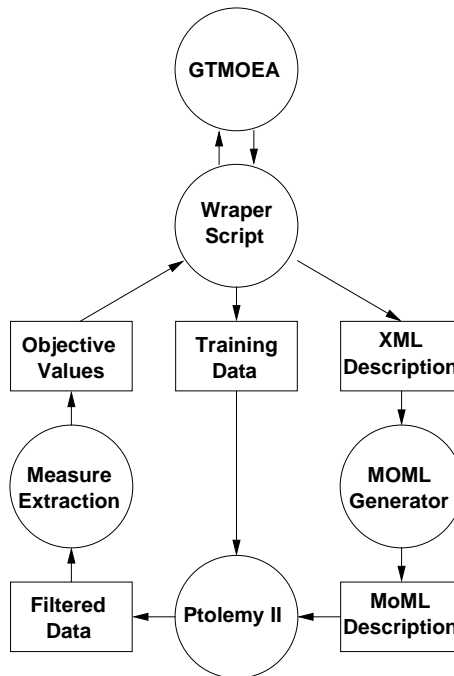 GTMOEA
Wraper
Script
Objective
Values
Training
Data
XML
Description
Measure
Extraction
MOML
Generator
Filtered
Data
Ptolemy II
MoML
Description